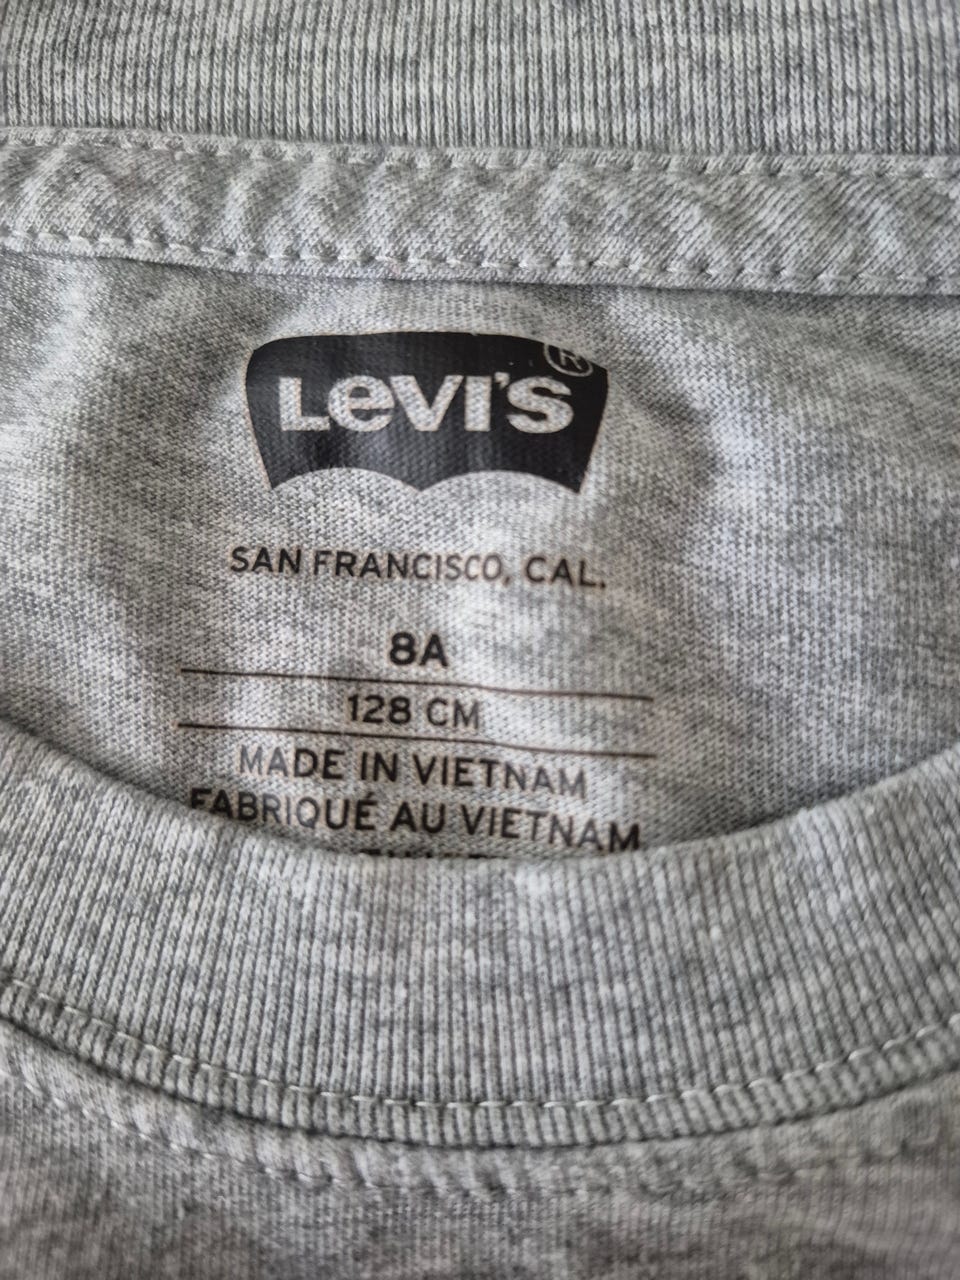 LEVI'S ®
SAN FRANCISCO, CAL.
8A
128 CM
MADE IN VIETNAM
FABRIQUÉ AU VIETNAM